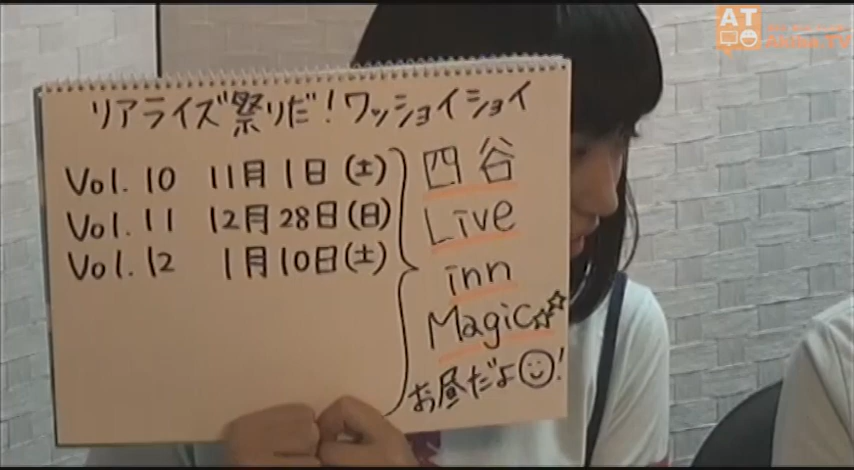 リアライズ祭りだ!ワッショイショイ
Vol. 10 11月1日(土)
Vol. 11 12月28日(日)
Vol. 12 1月10日(土)
四谷
Live
inn
Magic☆☆
お昼だよ☺!
AT